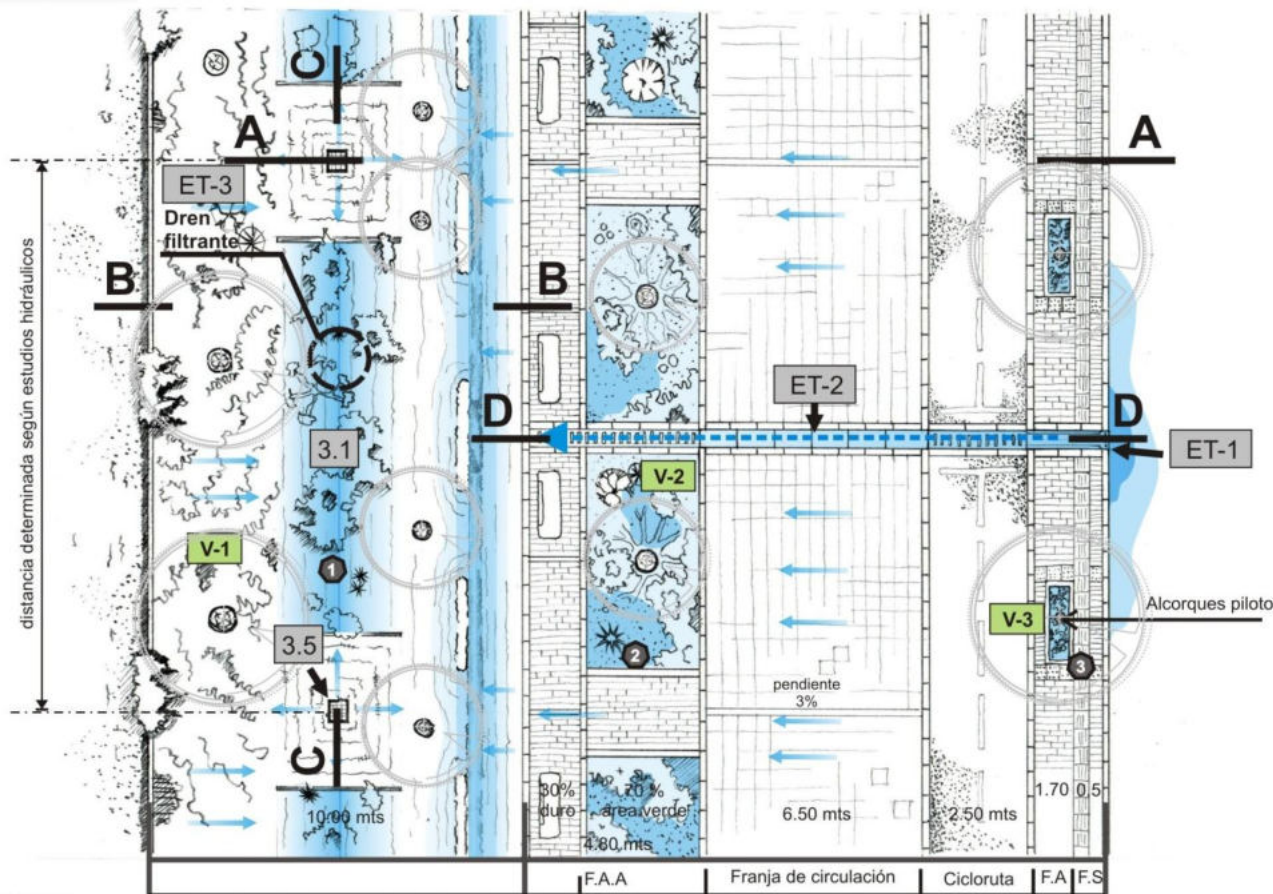 C
A
A
ET-3
Dren
filtrante
B
B
distancia determinada según estudios hidráulicos
ET-2
D
D
ET-1
3.1
V-2
V-1
1
3.5
V-3
Alcorques piloto
2
3
pendiente
3%
C
30%
duro
70 %
área verde
1.70
0.5
10.00 mts
4.80 mts
6.50 mts
2.50 mts
F.A.A
Franja de circulación
Cicloruta
F.A
F.S